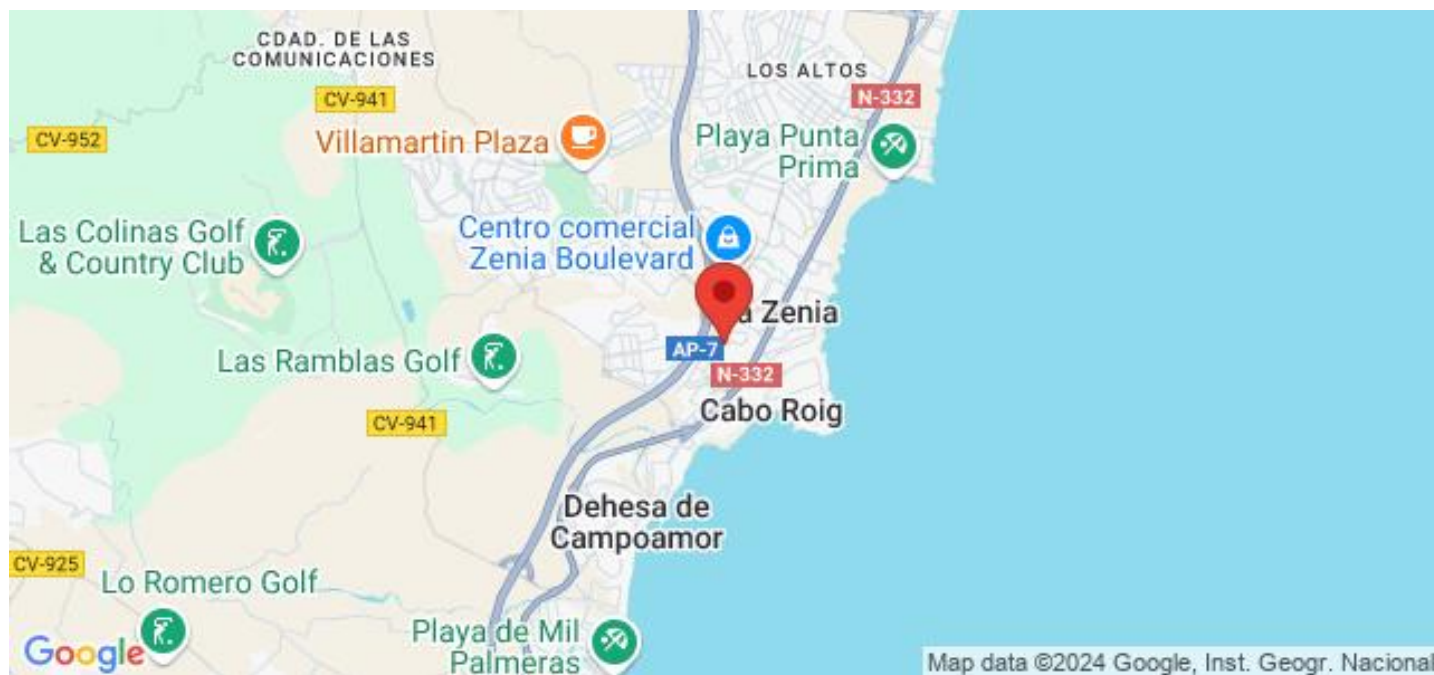 CDAD. DE LAS
COMUNICACIONES
LOS ALTOS
CV-941
N-332
CV-952
Villamartin Plaza
Playa Punta
Prima
Las Colinas Golf
& Country Club
Centro comercial
Zenia Boulevard
a Zenia
AP-7
Las Ramblas Golf
N-332
Cabo Roig
CV-941
Dehesa de
Campoamor
CV-925
Lo Romero Golf
Playa de Mil
Palmeras
Google
Map data ©2024 Google, Inst. Geogr. Nacional